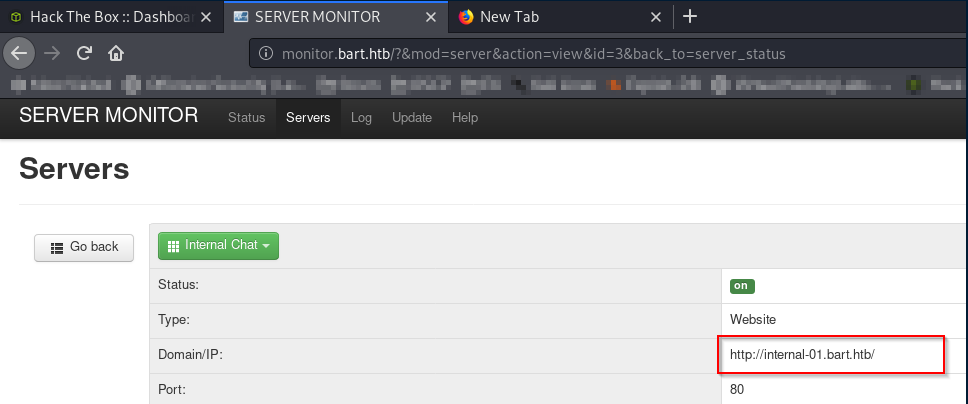 Hack The Box :: Dashboar
SERVER MONITOR
New Tab
monitor.bart.htb/?&mod=server&action=view&id=3&back_to=server_status
SERVER MONITOR Status Servers Log Update Help
Servers
Go back
Internal Chat
Status: on
Type: Website
Domain/IP: http://internal-01.bart.htb/
Port: 80